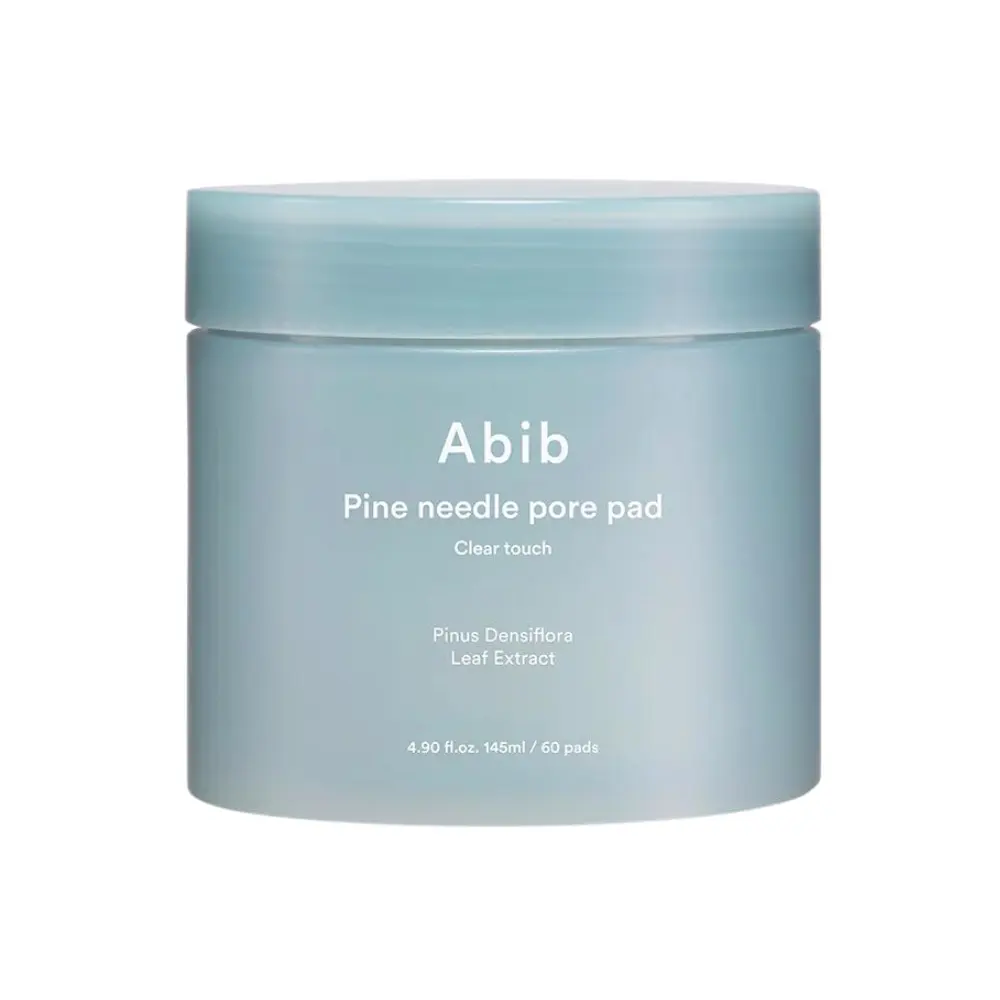 Abib
Pine needle pore pad
Clear touch
Pinus Densiflora
Leaf Extract
4.90 fl.oz. 145ml / 60 pads